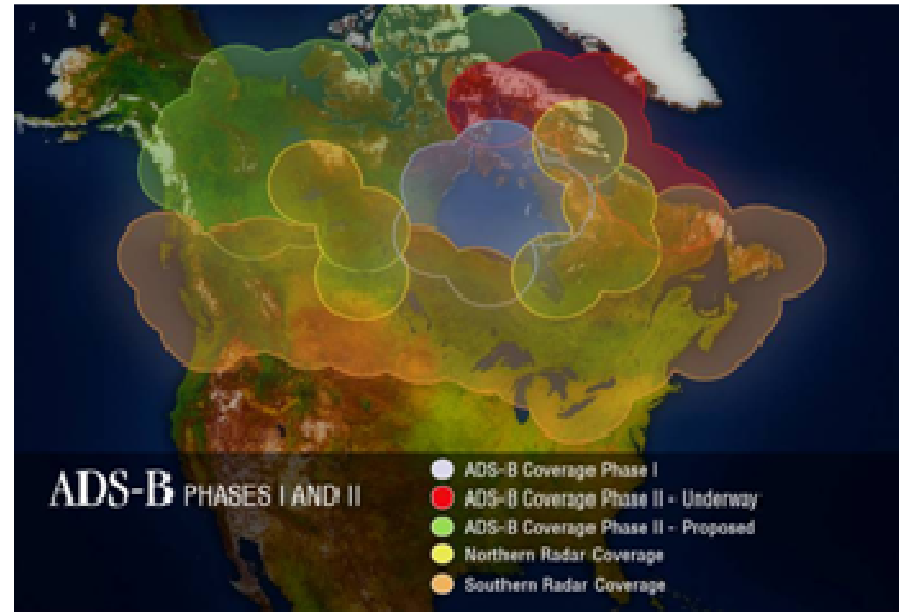 ADS-B PHASES I AND II
ADS-B Coverage Phase I
ADS-B Coverage Phase II - Underway
ADS-B Coverage Phase II - Proposed
Northern Radar Coverage
Southern Radar Coverage